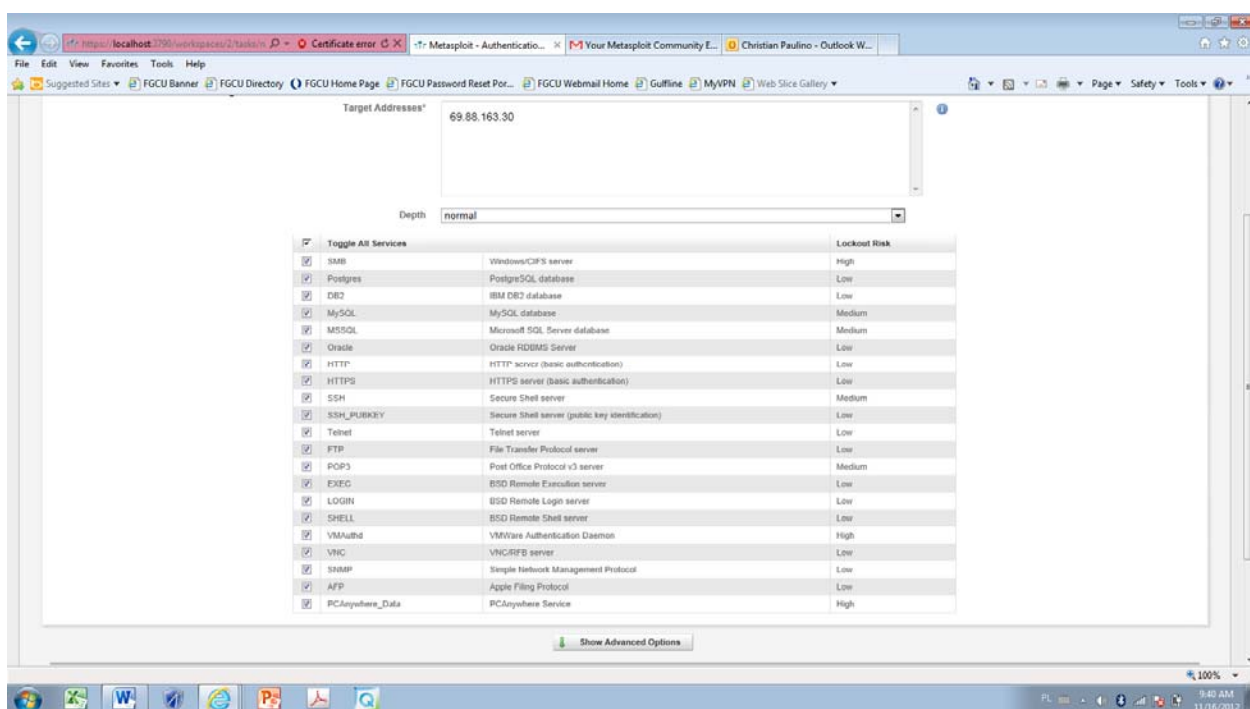 https://localhost:3790/workspaces/2/tasks/n Certificate error Metasploit - Authenticatio... Your Metasploit Community E... Christian Paulino - Outlook W...
File Edit View Favorites Tools Help
Suggested Sites FGCU Banner FGCU Directory FGCU Home Page FGCU Password Reset Por... FGCU Webmail Home Gulfline MyVPN Web Slice Gallery Page Safety Tools
Target Addresses* 69.88.163.30
Depth normal
Toggle All Services Lockout Risk
SMB Windows/CIFS server High
Postgres PostgreSQL database Low
DB2 IBM DB2 database Low
MySQL MySQL database Medium
MSSQL Microsoft SQL Server database Medium
Oracle Oracle RDBMS Server Low
HTTP HTTP server (basic authentication) Low
HTTPS HTTPS server (basic authentication) Low
SSH Secure Shell server Medium
SSH_PUBKEY Secure Shell server (public key identification) Low
Telnet Telnet server Low
FTP File Transfer Protocol server Low
POP3 Post Office Protocol v3 server Medium
EXEC BSD Remote Execution server Low
LOGIN BSD Remote Login server Low
SHELL BSD Remote Shell server Low
VMAuthd VMWare Authentication Daemon High
VNC VNC/RFB server Low
SNMP Simple Network Management Protocol Low
AFP Apple Filing Protocol Low
PCAnywhere_Data PCAnywhere Service High
Show Advanced Options
100%
PL 9:40 AM
11/16/2012